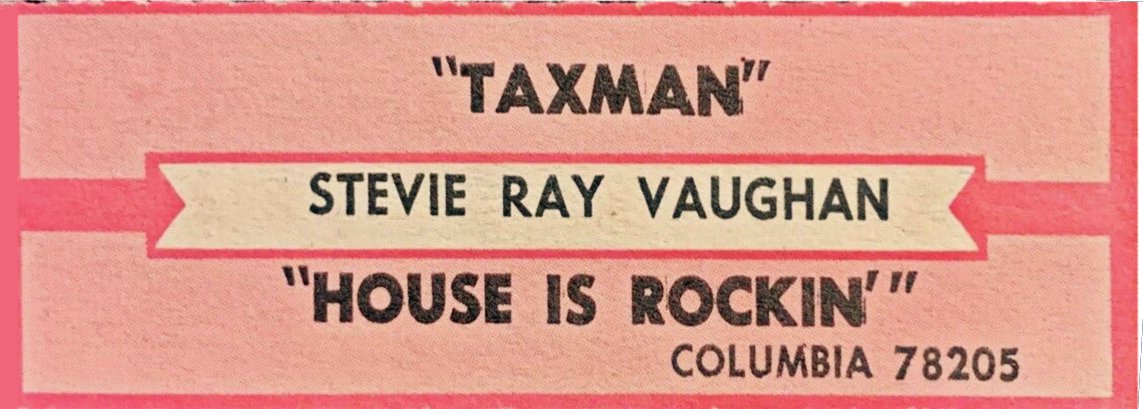 "TAXMAN"
STEVIE RAY VAUGHAN
"HOUSE IS ROCKIN'"
COLUMBIA 78205